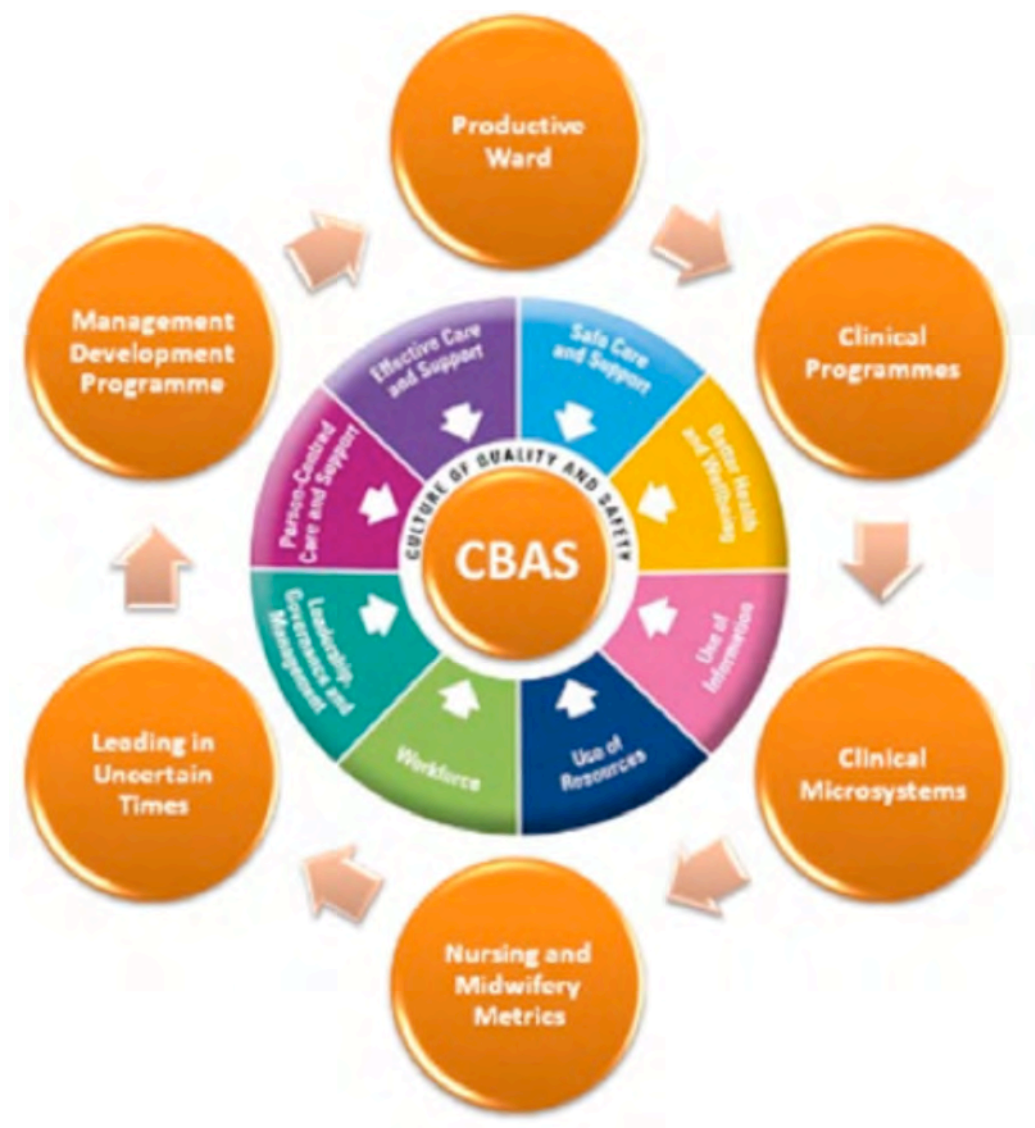 Productive
Ward
Clinical
Programmes
Clinical
Microsystems
Nursing and
Midwifery
Metrics
Leading in
Uncertain
Times
Management
Development
Programme
Effective Care
and Support
Safe Care
and Support
Better Health
and Wellbeing
Use of
Information
Use of
Resources
Workforce
Leadership,
Governance and
Management
Person-Centred
Care and Support
CULTURE OF QUALITY AND SAFETY
CBAS